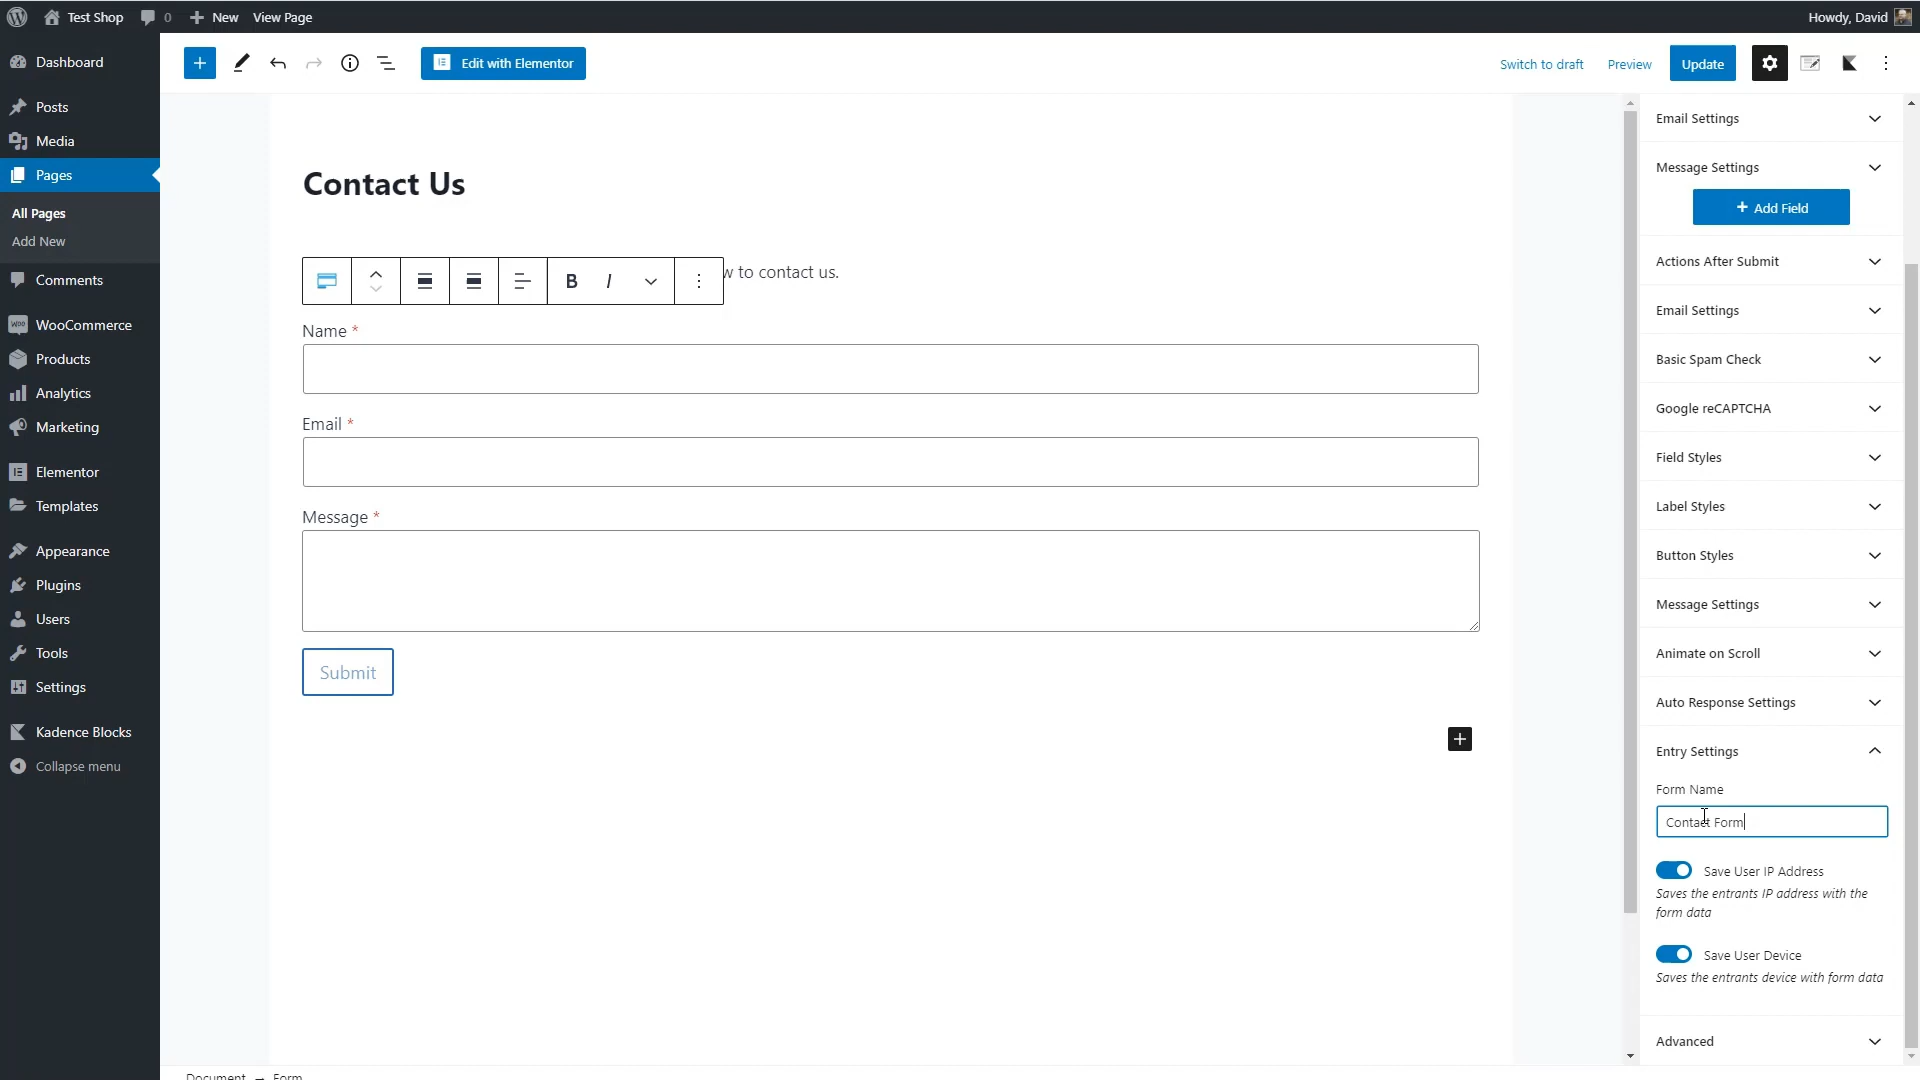 Test Shop
0
New
View Page
Howdy, David
Dashboard
Posts
Media
Pages
All Pages
Add New
Comments
WooCommerce
Products
Analytics
Marketing
Elementor
Templates
Appearance
Plugins
Users
Tools
Settings
Kadence Blocks
Collapse menu
Edit with Elementor
Switch to draft
Preview
Update
Contact Us
w to contact us.
B
I
Name *
Email *
Message *
Submit
Document → Form
Email Settings
Message Settings
+ Add Field
Actions After Submit
Email Settings
Basic Spam Check
Google reCAPTCHA
Field Styles
Label Styles
Button Styles
Message Settings
Animate on Scroll
Auto Response Settings
Entry Settings
Form Name
Contact Form
Save User IP Address
Saves the entrants IP address with the
form data
Save User Device
Saves the entrants device with form data
Advanced